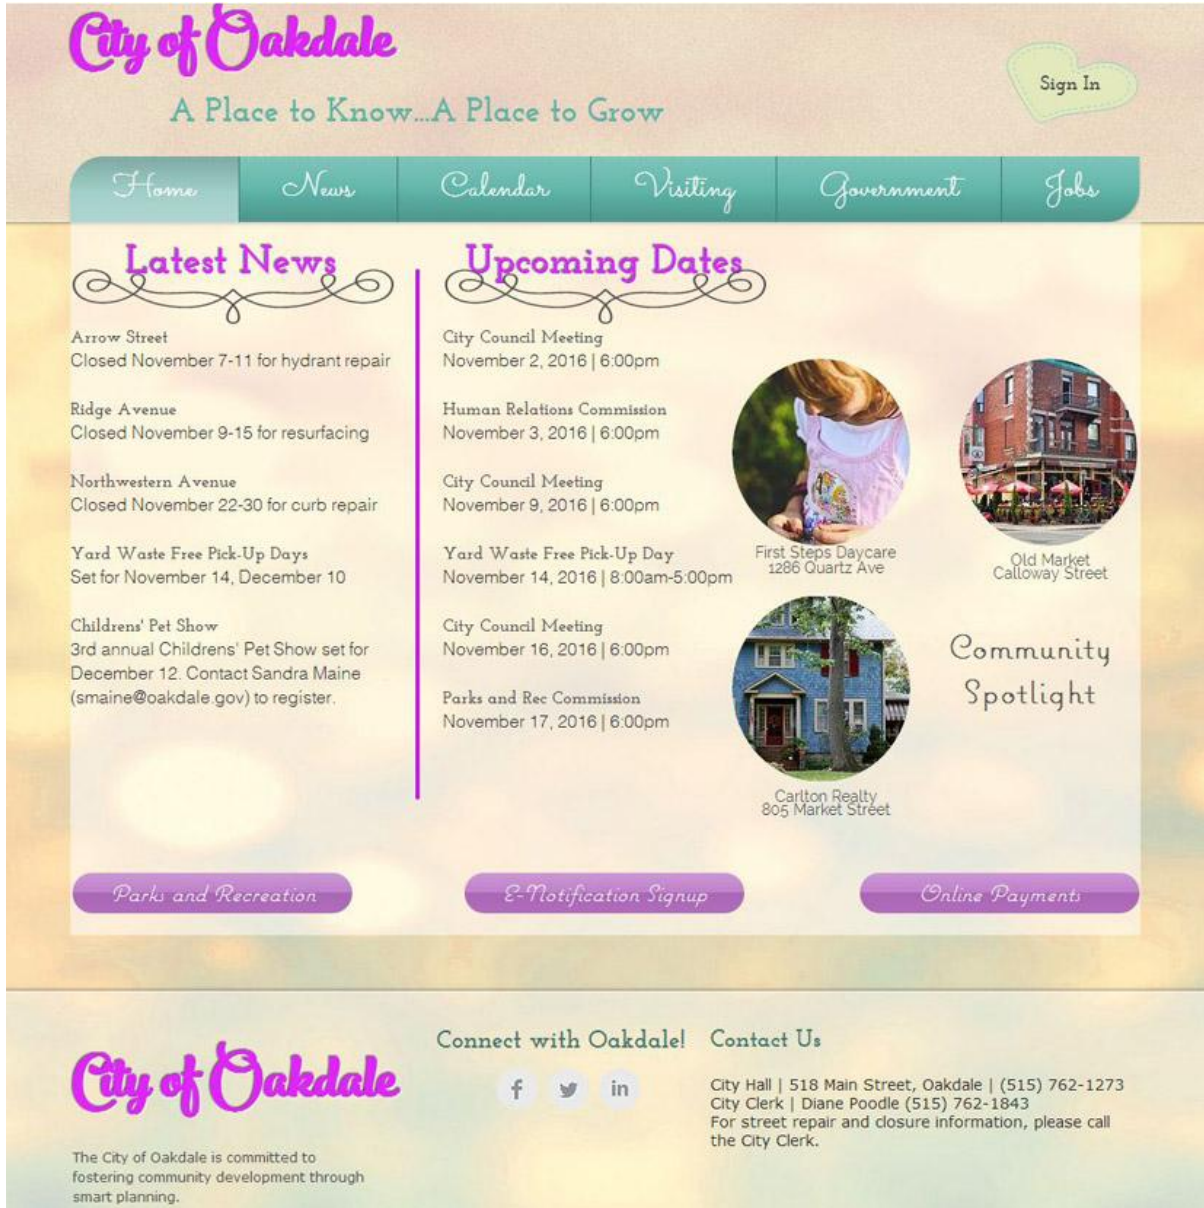 City of Oakdale
A Place to Know...A Place to Grow
Sign In
Home
News
Calendar
Visiting
Government
Jobs
Latest News
Arrow Street
Closed November 7-11 for hydrant repair
Ridge Avenue
Closed November 9-15 for resurfacing
Northwestern Avenue
Closed November 22-30 for curb repair
Yard Waste Free Pick-Up Days
Set for November 14, December 10
Childrens' Pet Show
3rd annual Childrens' Pet Show set for
December 12. Contact Sandra Maine
(smaine@oakdale.gov) to register.
Upcoming Dates
City Council Meeting
November 2, 2016 | 6:00pm
Human Relations Commission
November 3, 2016 | 6:00pm
City Council Meeting
November 9, 2016 | 6:00pm
Yard Waste Free Pick-Up Day
November 14, 2016 | 8:00am-5:00pm
City Council Meeting
November 16, 2016 | 6:00pm
Parks and Rec Commission
November 17, 2016 | 6:00pm
First Steps Daycare
1286 Quartz Ave
Old Market
Calloway Street
Community
Spotlight
Carlton Realty
805 Market Street
Parks and Recreation
E-Notification Signup
Online Payments
City of Oakdale
The City of Oakdale is committed to
fostering community development through
smart planning.
Connect with Oakdale!
f
in
Contact Us
City Hall | 518 Main Street, Oakdale | (515) 762-1273
City Clerk | Diane Poodle (515) 762-1843
For street repair and closure information, please call
the City Clerk.